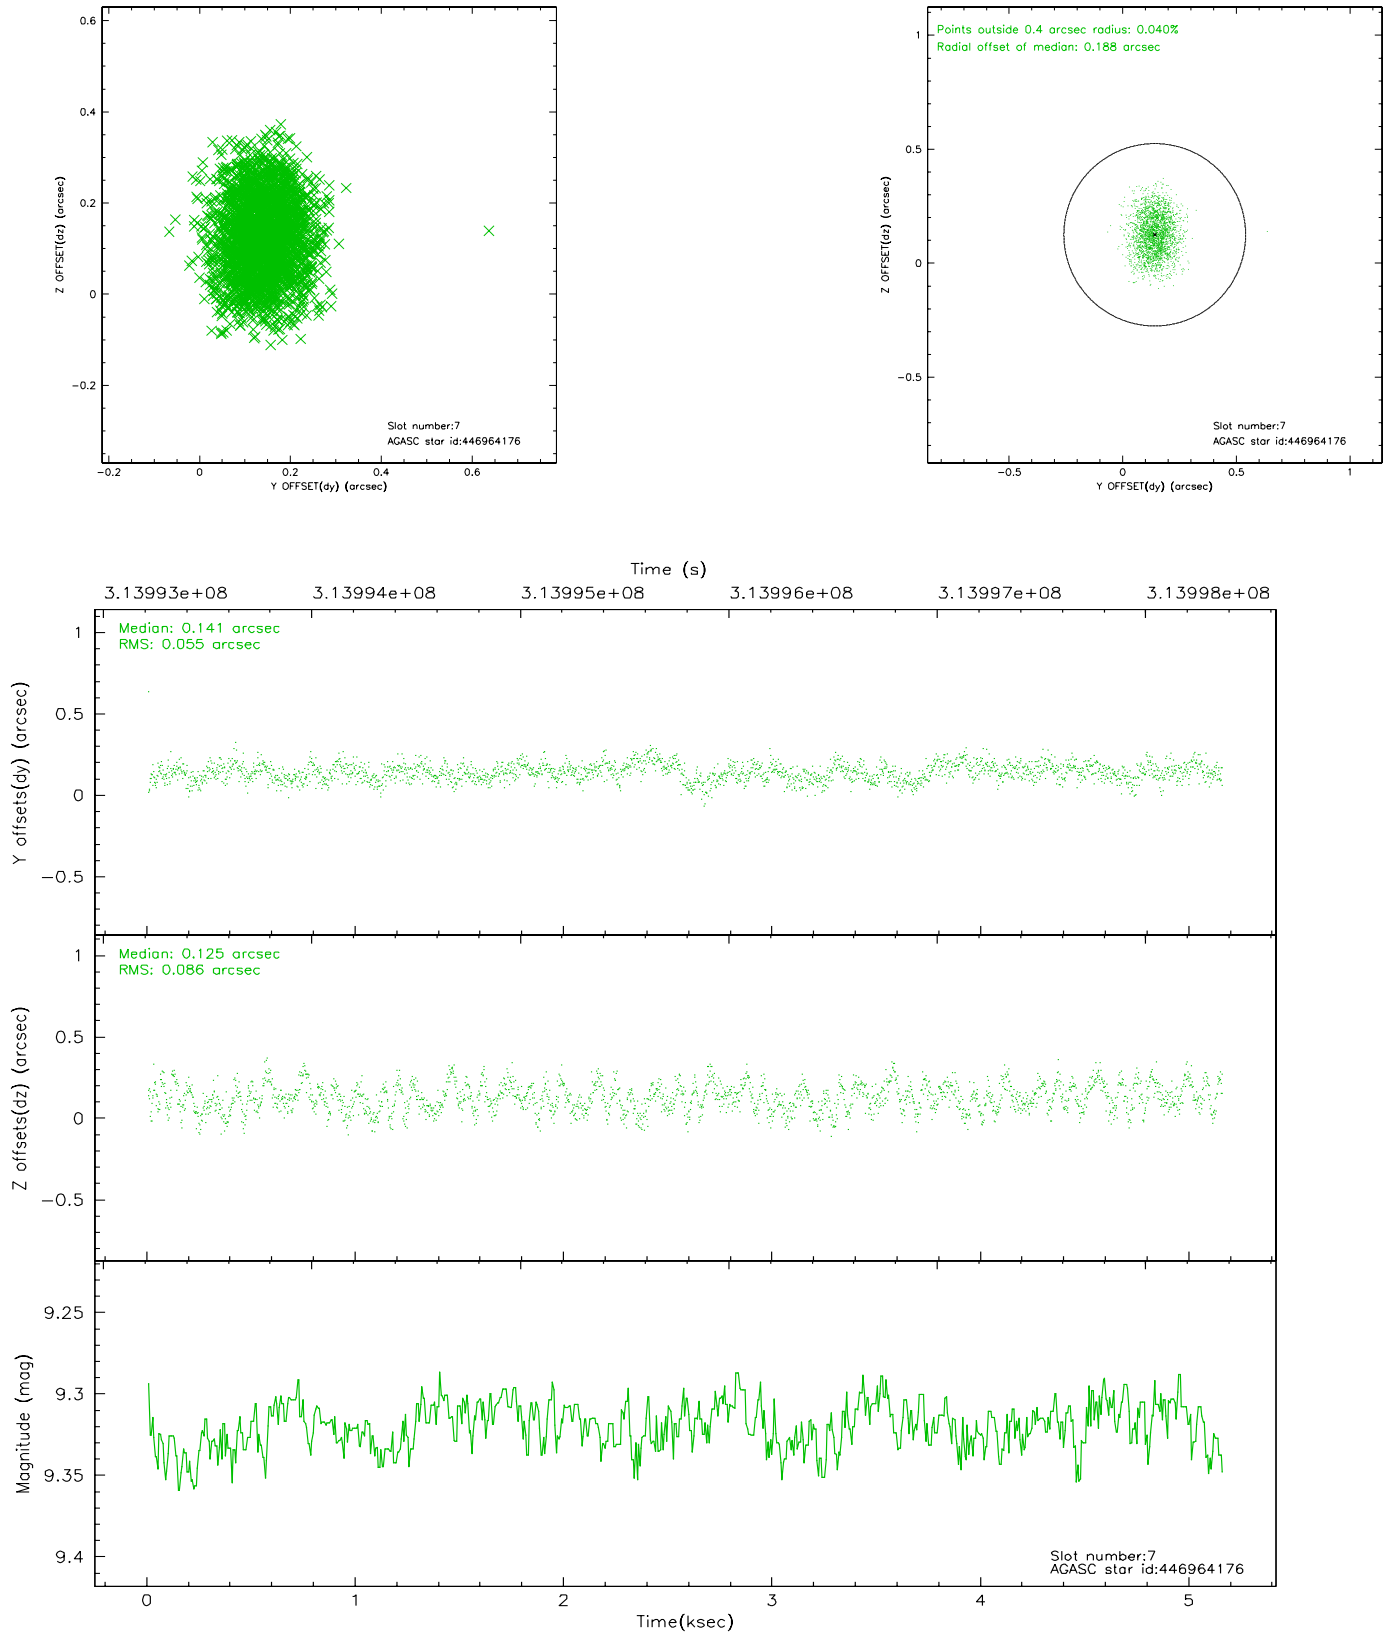 0.6
0.4
0.2
0
−0.2
Z OFFSET(dz) (arcsec)
Slot number:7
AGASC star id:446964176
−0.2 0 0.2 0.4 0.6
Y OFFSET(dy) (arcsec)
Points outside 0.4 arcsec radius: 0.040%
Radial offset of median: 0.188 arcsec
1
0.5
0
−0.5
Z OFFSET(dz) (arcsec)
Slot number:7
AGASC star id:446964176
−0.5 0 0.5 1
Y OFFSET(dy) (arcsec)
Time (s)
3.13993e+08 3.13994e+08 3.13995e+08 3.13996e+08 3.13997e+08 3.13998e+08
Median: 0.141 arcsec
RMS: 0.055 arcsec
1
0.5
0
−0.5
Y offsets(dy) (arcsec)
Median: 0.125 arcsec
RMS: 0.086 arcsec
1
0.5
0
−0.5
Z offsets(dz) (arcsec)
9.25
9.3
9.35
9.4
Magnitude (mag)
Slot number:7
AGASC star id:446964176
0 1 2 3 4 5
Time(ksec)